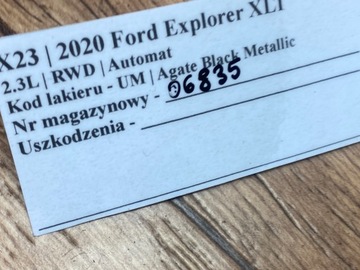 X23 | 2020 Ford Explorer XLT
2.3L | RWD | Automat
Kod lakieru - UM | Agate Black Metallic
Nr magazynowy - 06835
Uszkodzenia -